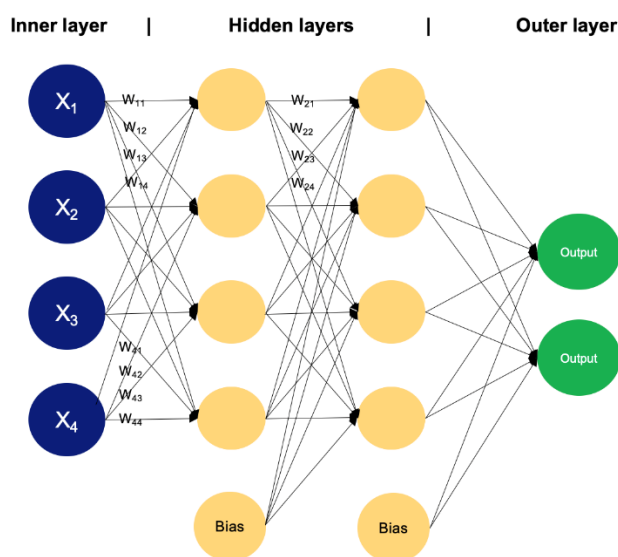 Inner layer | Hidden layers | Outer layer
X1
W11
W21
W12
W22
W13
W23
W14
W24
X2
Output
X3
W41
Output
W42
W43
X4
W44
Bias
Bias